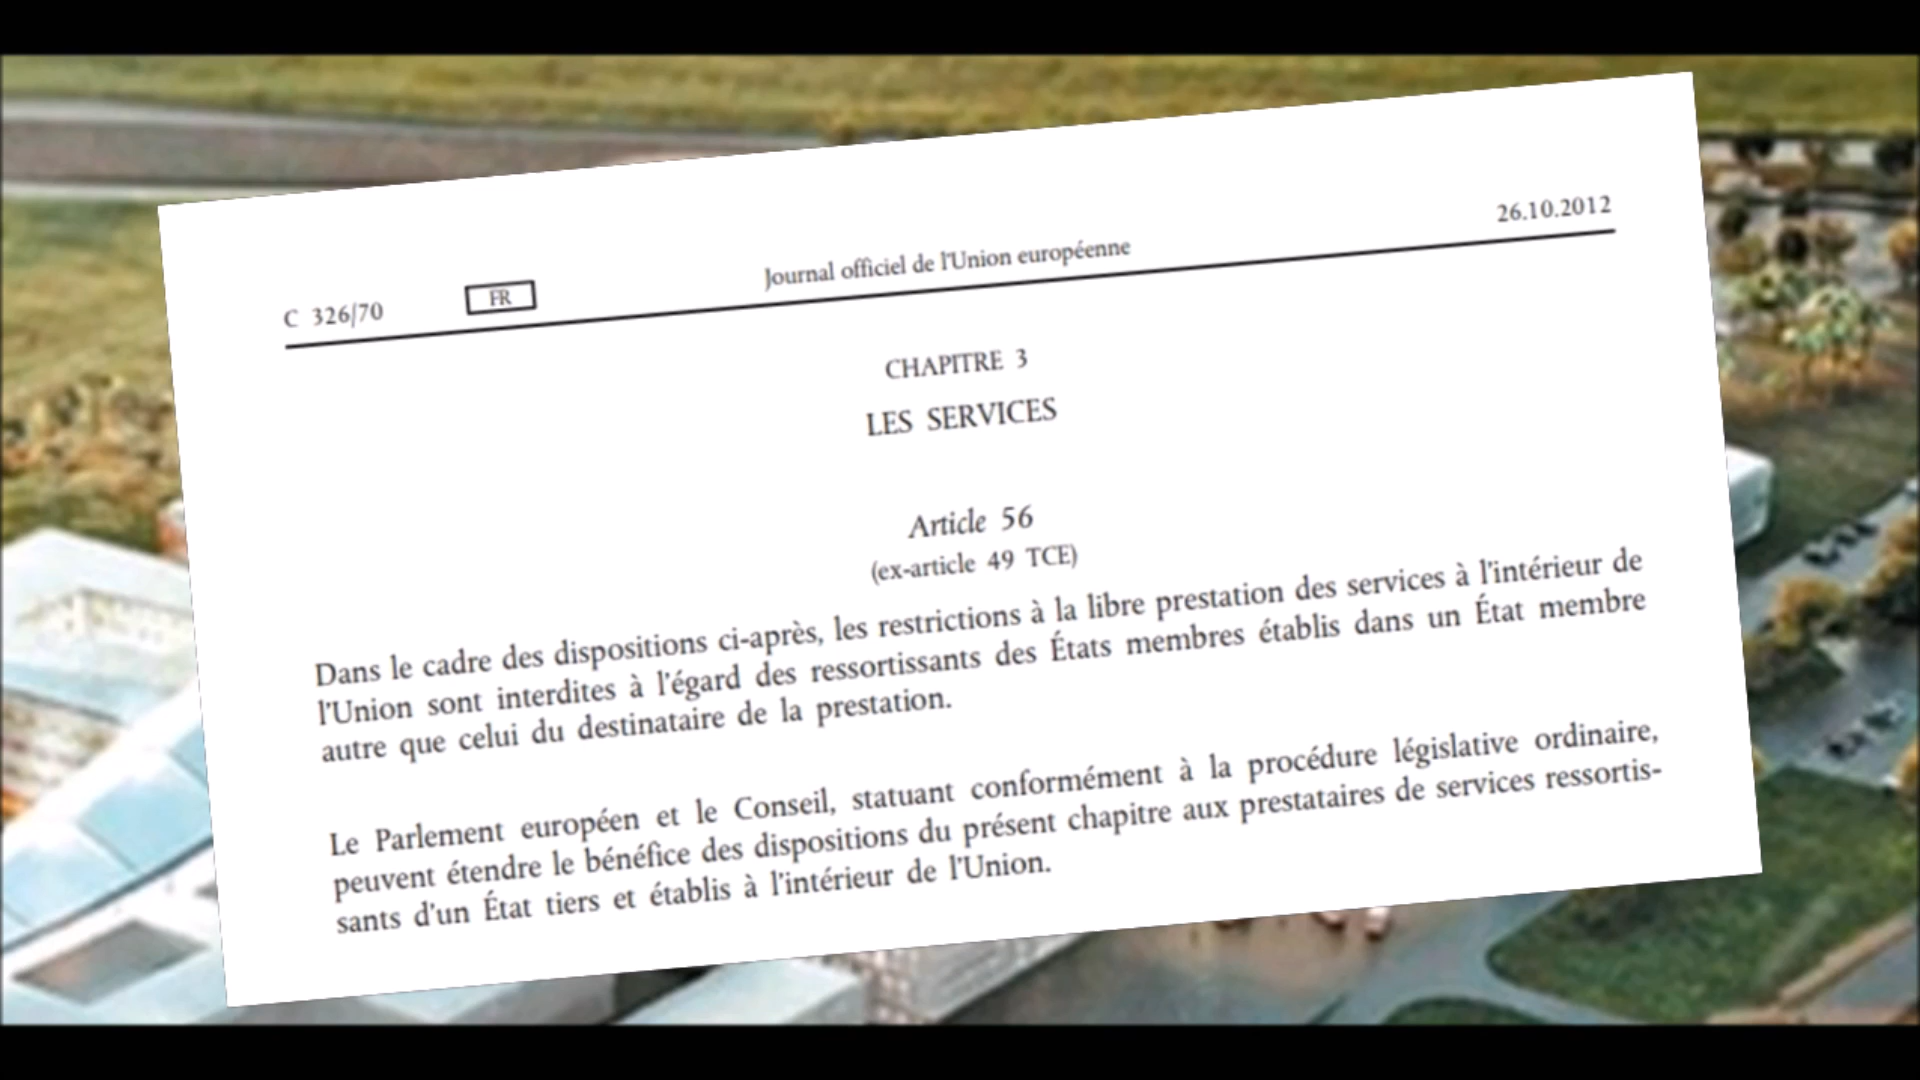 C 326/70 FR Journal officiel de l'Union européenne 26.10.2012
CHAPITRE 3
LES SERVICES
Article 56
(ex-article 49 TCE)
Dans le cadre des dispositions ci-après, les restrictions à la libre prestation des services à l'intérieur de
l'Union sont interdites à l'égard des ressortissants des États membres établis dans un État membre
autre que celui du destinataire de la prestation.
Le Parlement européen et le Conseil, statuant conformément à la procédure législative ordinaire,
peuvent étendre le bénéfice des dispositions du présent chapitre aux prestataires de services ressortis-
sants d'un État tiers et établis à l'intérieur de l'Union.